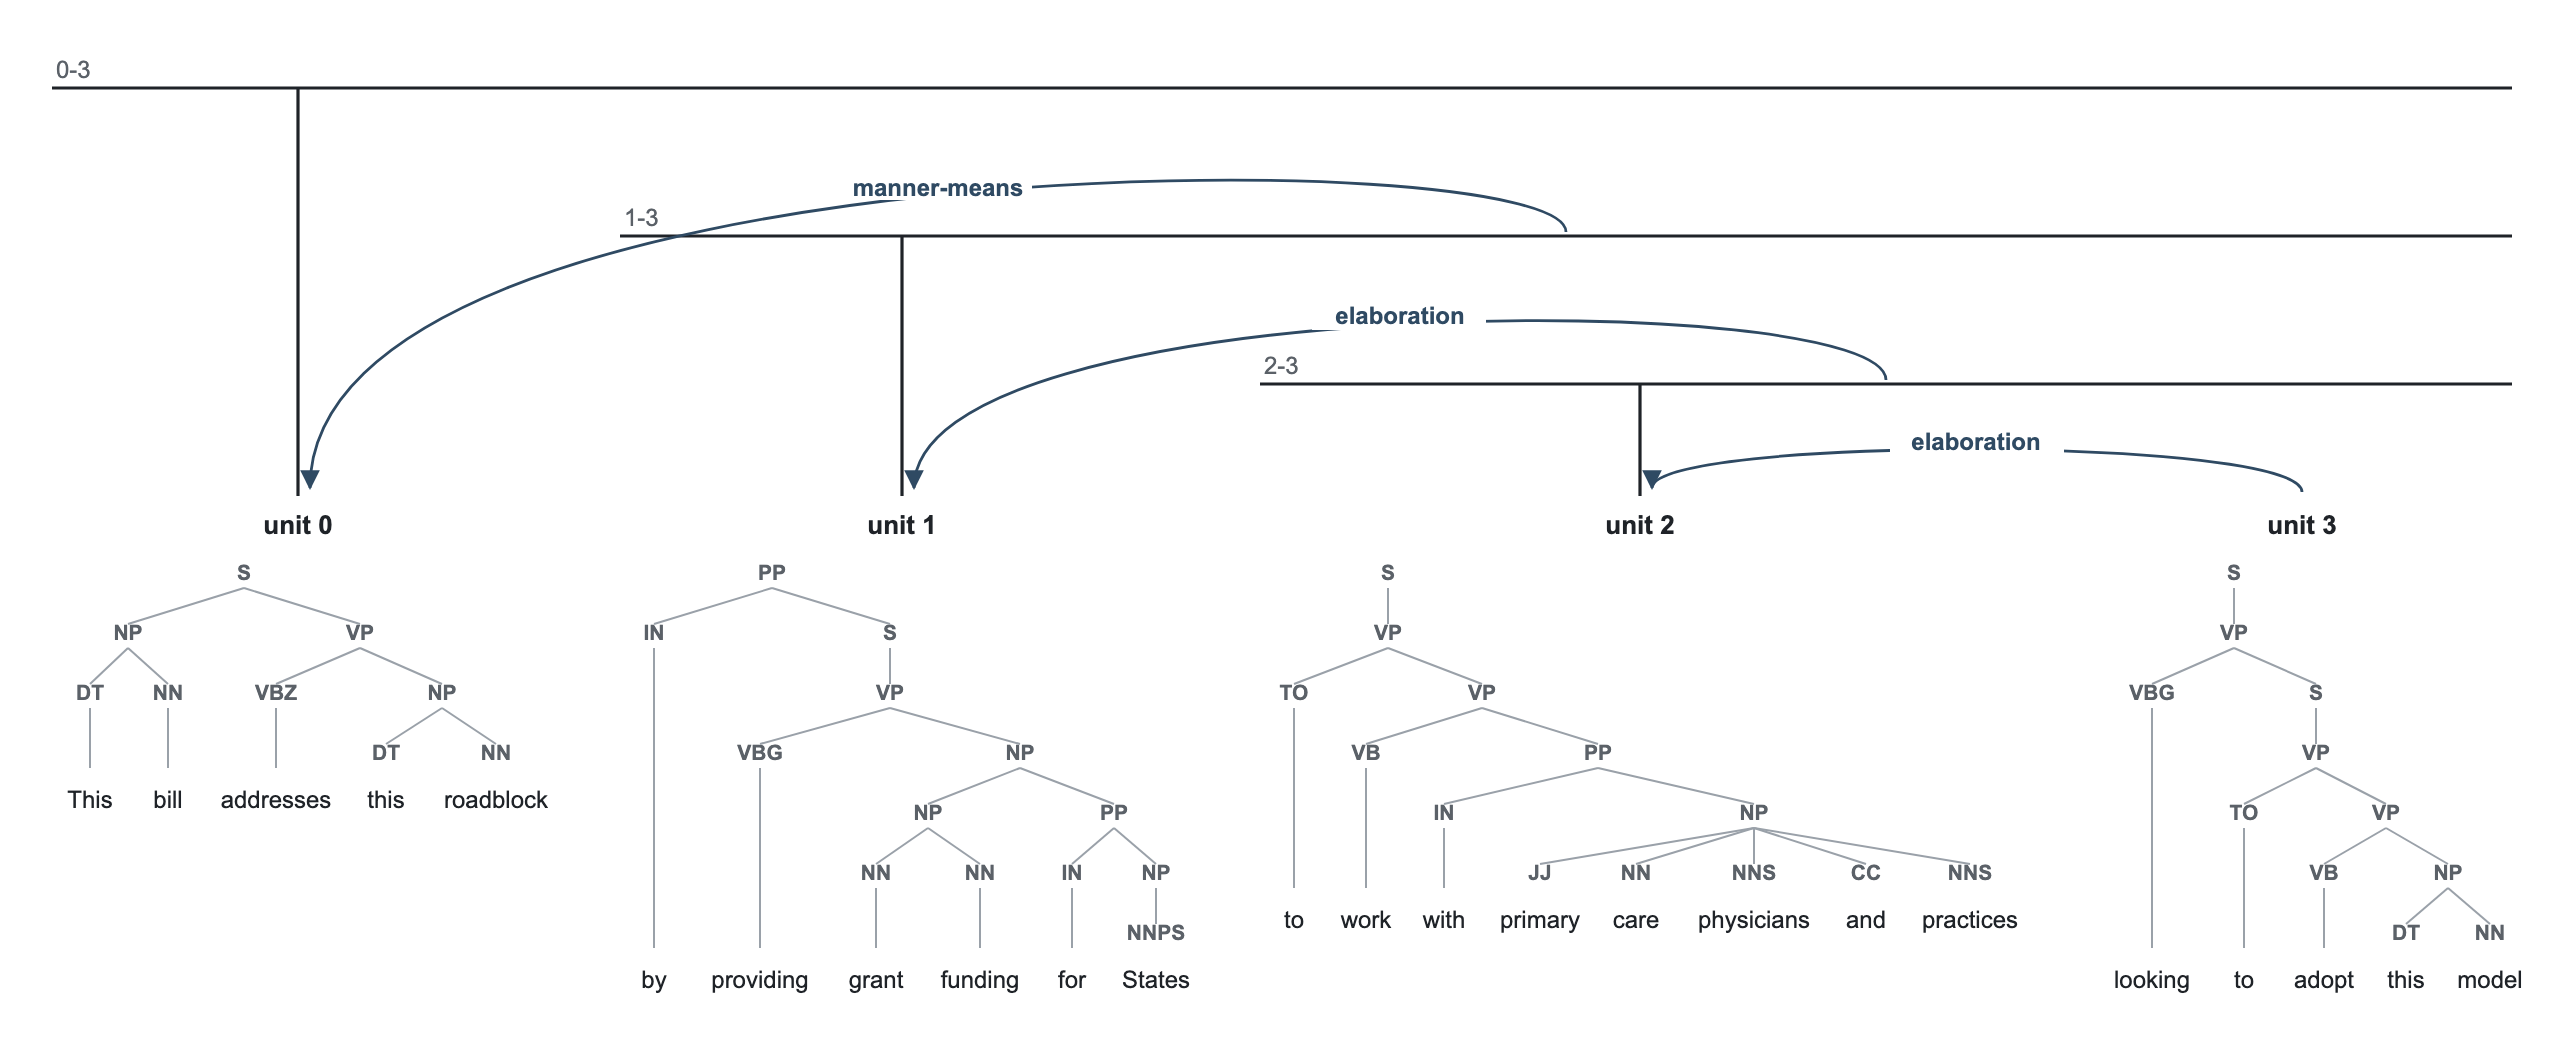 0-3
manner-means
1-3
elaboration
2-3
elaboration
unit 0 unit 1 unit 2 unit 3
S PP S S
NP VP IN S VP VP
DT NN VBZ NP VP TO VP VBG S
DT NN VBG NP VB PP VP
NP PP IN NP TO VP
This bill addresses this roadblock
NN NN IN NP JJ NN NNS CC NNS VB NP
to work with primary care physicians and practices
NNPS DT NN
by providing grant funding for States looking to adopt this model